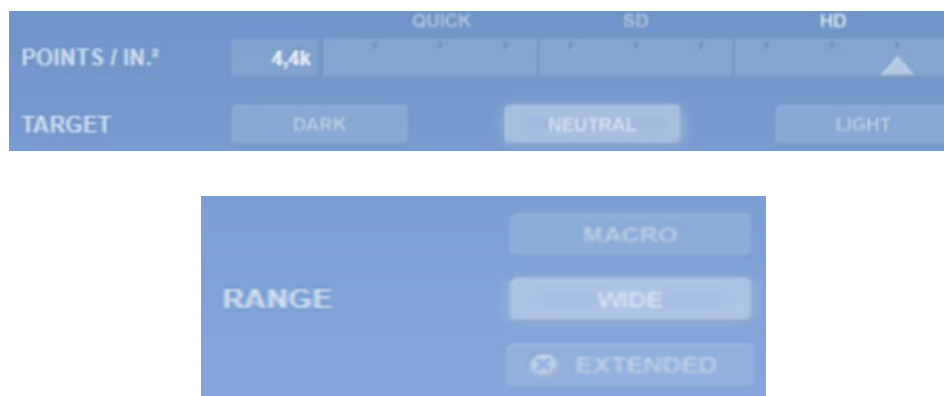 QUICK SD HD
POINTS / IN.² 4,4k
TARGET DARK NEUTRAL LIGHT
MACRO
RANGE WIDE
EXTENDED